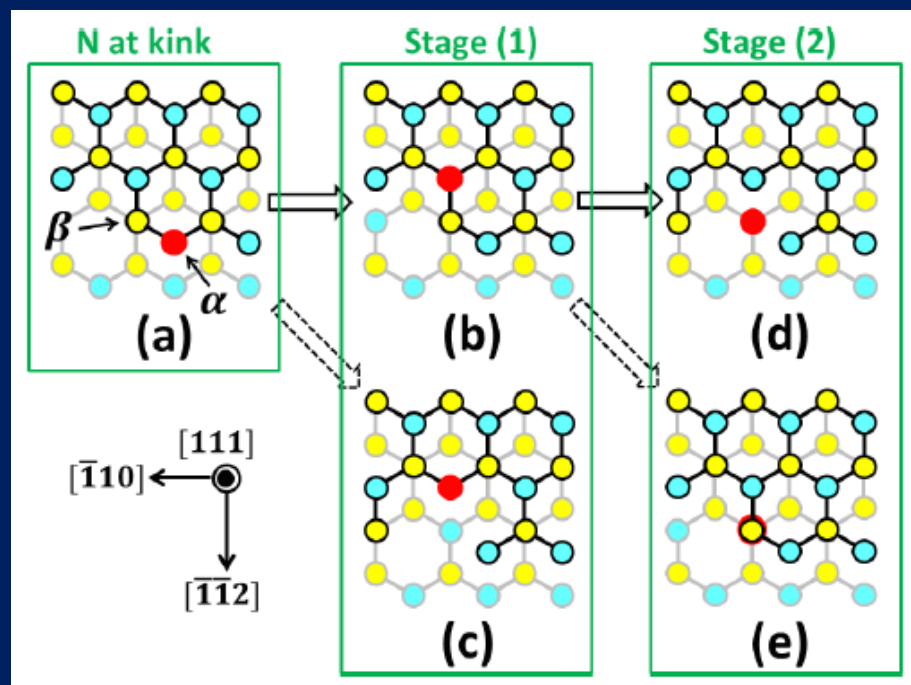 N at kink
Stage (1)
Stage (2)
β
α
(a)
(b)
(d)
[111]
[1̅10]
[1̅1̅2]
(c)
(e)